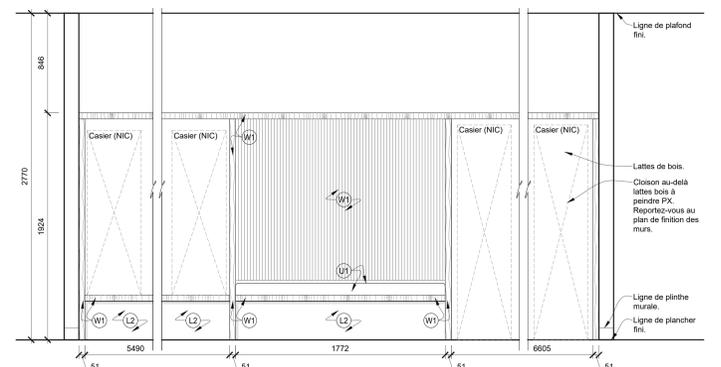 Ligne de plafond
fini.
846
Casier (NIC)
Casier (NIC)
Casier (NIC)
Casier (NIC)
W1
2770
Lattes de bois.
Cloison au-delà
lattes bois à
peindre PX.
Reportez-vous au
plan de finition des
murs.
W1
1924
U1
Ligne de plinthe
murale.
W1
L2
L2
W1
L2
W1
Ligne de plancher
fini.
5490
1772
6605
51
51
51
51